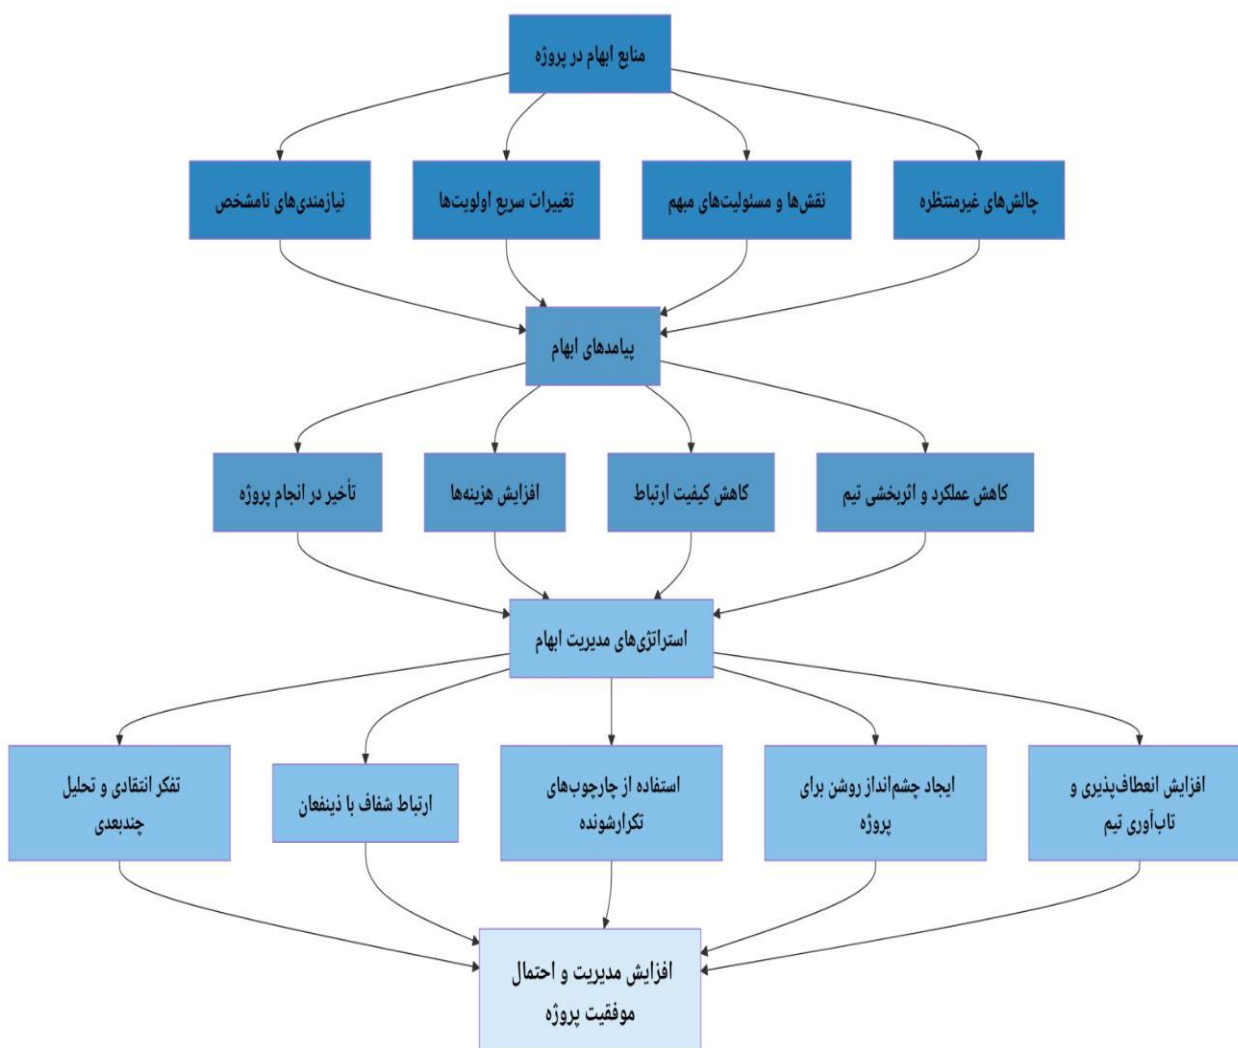 منابع ابهام در پروژه
چالش‌های غیرمنتظره
نقش‌ها و مسئولیت‌های مبهم
تغییرات سریع اولویت‌ها
نیازمندی‌های نامشخص
پیامدهای ابهام
کاهش عملکرد و اثربخشی تیم
کاهش کیفیت ارتباط
افزایش هزینه‌ها
تأخیر در انجام پروژه
استراتژی‌های مدیریت ابهام
افزایش انعطاف‌پذیری و
تاب‌آوری تیم
ایجاد چشم‌انداز روشن برای
پروژه
استفاده از چارچوب‌های
تکرارشونده
ارتباط شفاف با ذینفعان
تفکر انتقادی و تحلیل
چندبعدی
افزایش مدیریت و احتمال
موفقیت پروژه